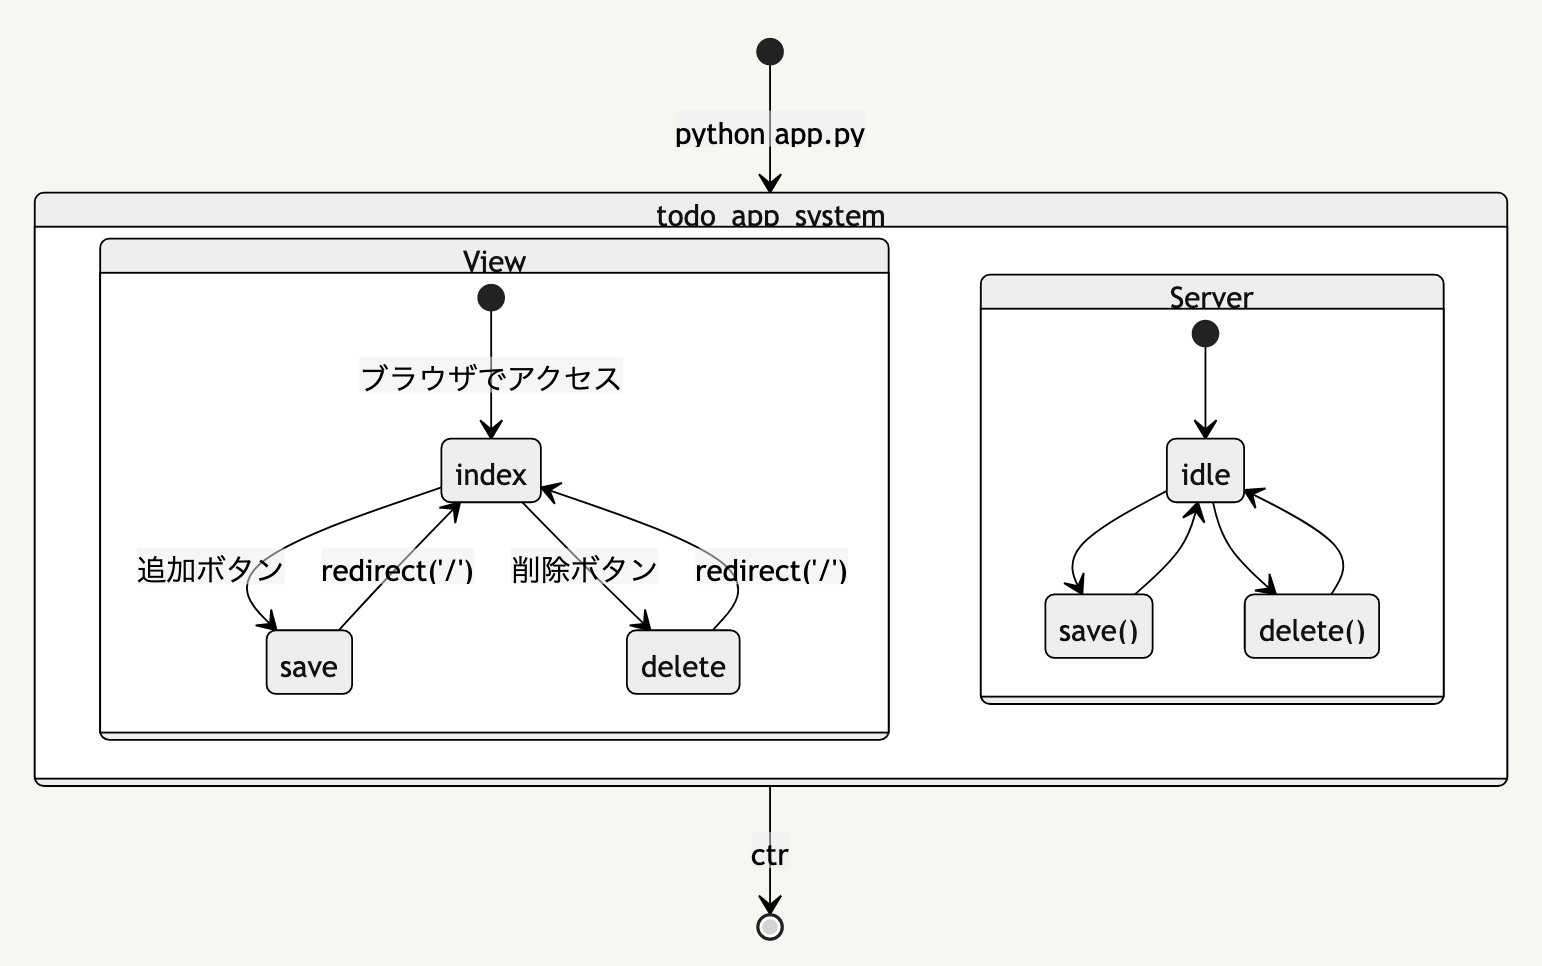 python app.py
todo_app_system
View
ブラウザでアクセス
index
追加ボタン
redirect('/')
削除ボタン
redirect('/')
save
delete
Server
idle
save()
delete()
ctr